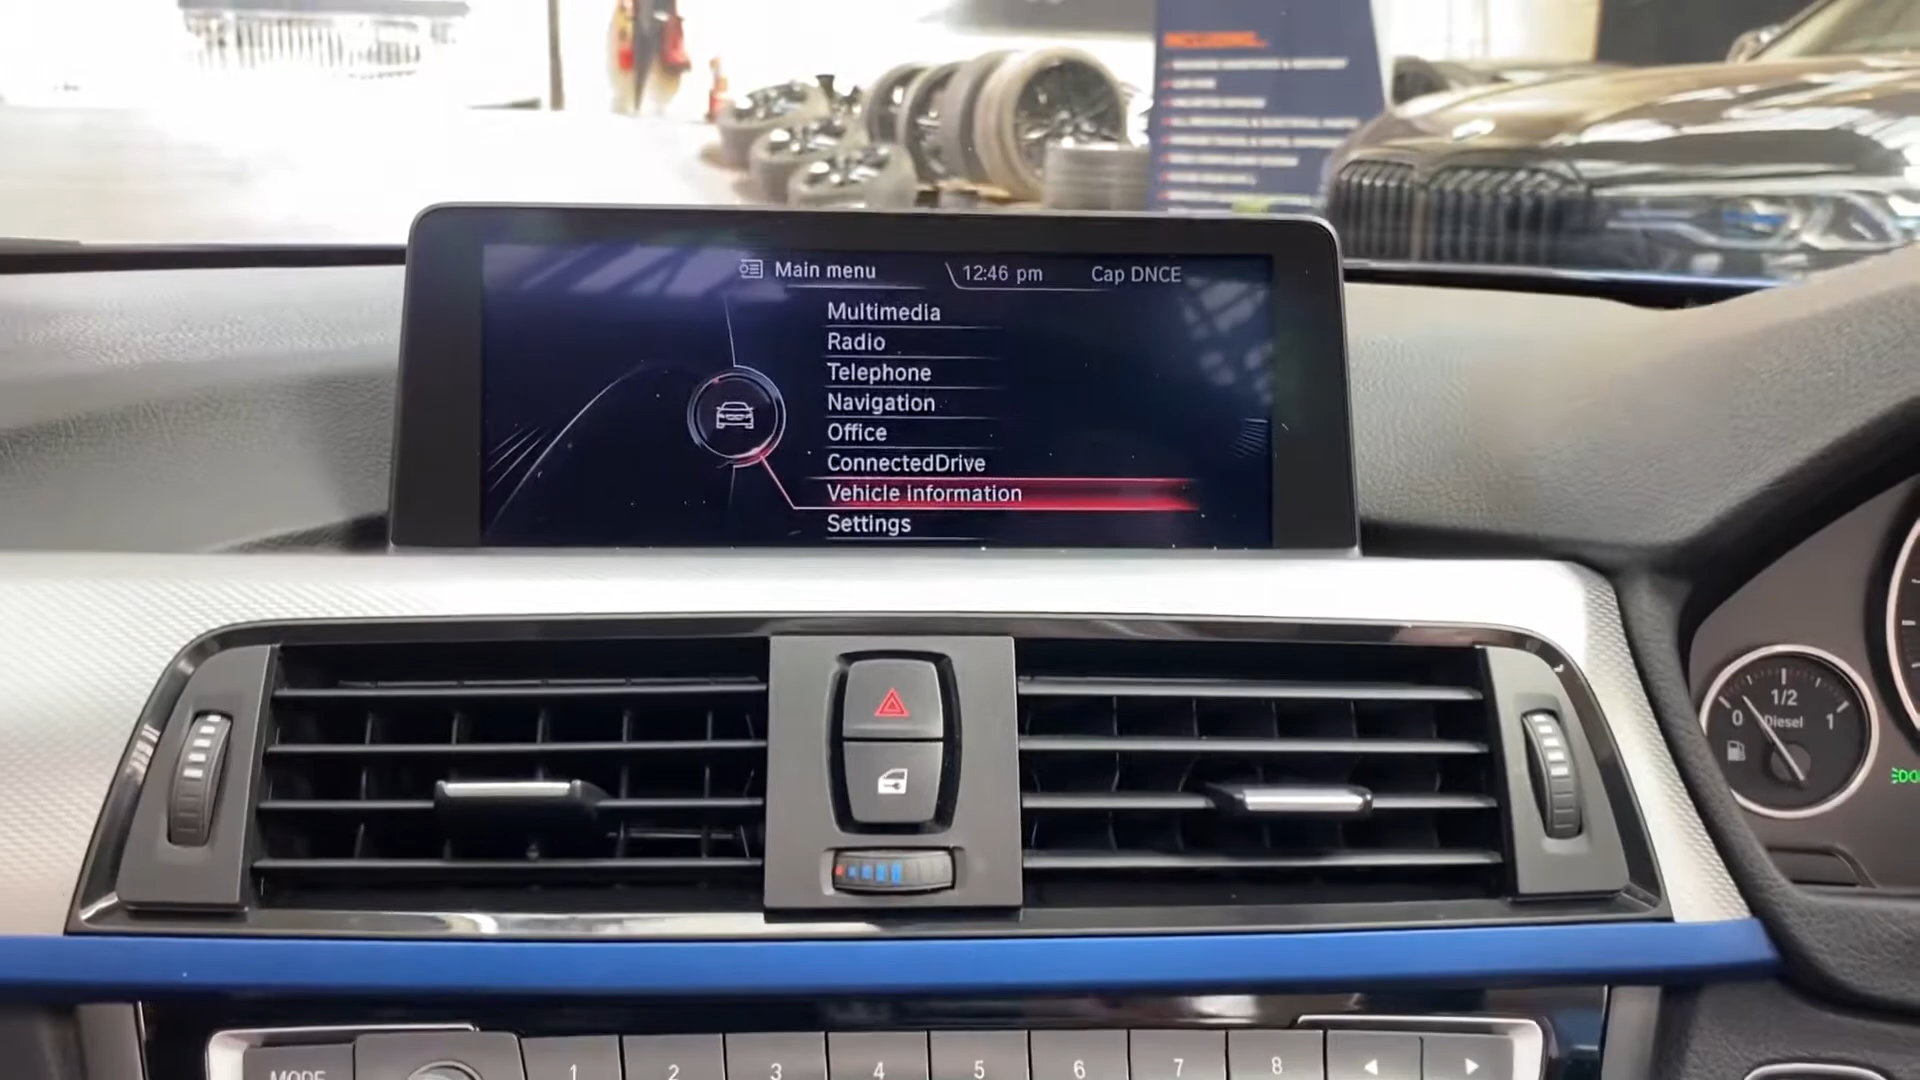 INCLUDING...
Main menu
12:46 pm
Cap DNCE
Multimedia
Radio
Telephone
Navigation
Office
ConnectedDrive
Vehicle information
Settings
1/2
0
Diesel
1
MODE
1
2
3
4
5
6
7
8